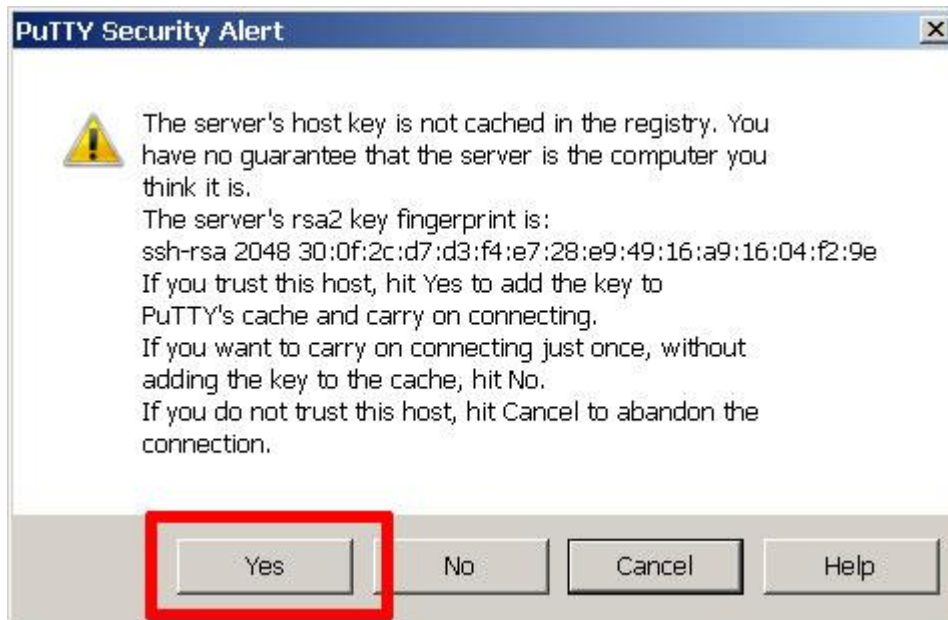 PuTTY Security Alert
The server's host key is not cached in the registry. You
have no guarantee that the server is the computer you
think it is.
The server's rsa2 key fingerprint is:
ssh-rsa 2048 30:0f:2c:d7:d3:f4:e7:28:e9:49:16:a9:16:04:f2:9e
If you trust this host, hit Yes to add the key to
PuTTY's cache and carry on connecting.
If you want to carry on connecting just once, without
adding the key to the cache, hit No.
If you do not trust this host, hit Cancel to abandon the
connection.
Yes No Cancel Help